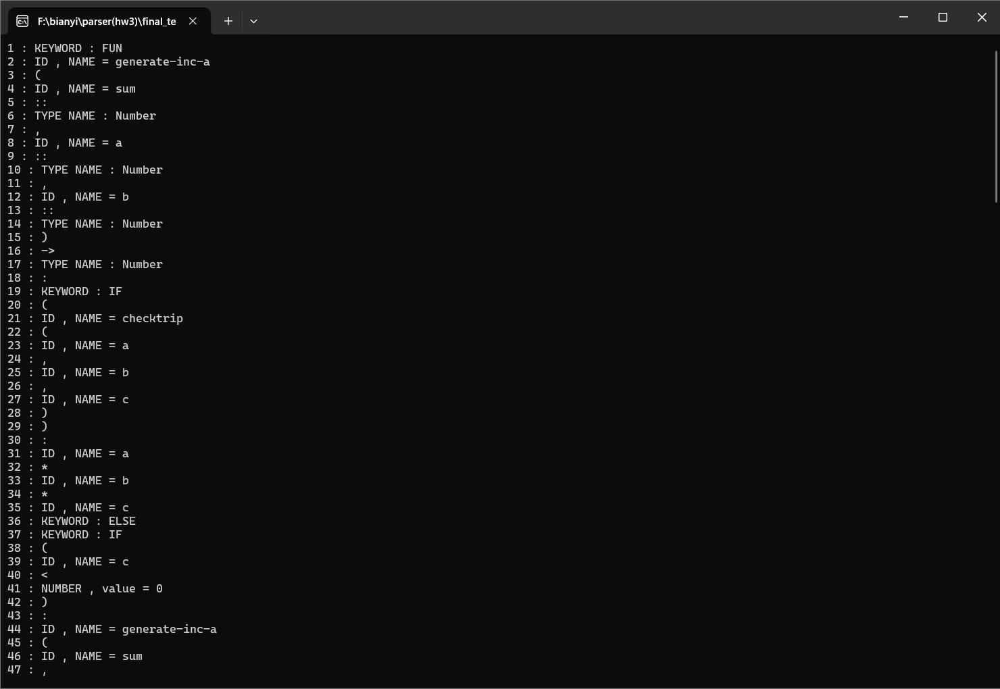 F:\bianyi\parser(hw3)\final_te
1 : KEYWORD : FUN
2 : ID , NAME = generate-inc-a
3 : (
4 : ID , NAME = sum
5 : ::
6 : TYPE NAME : Number
7 : ,
8 : ID , NAME = a
9 : ::
10 : TYPE NAME : Number
11 : ,
12 : ID , NAME = b
13 : ::
14 : TYPE NAME : Number
15 : )
16 : ->
17 : TYPE NAME : Number
18 : :
19 : KEYWORD : IF
20 : (
21 : ID , NAME = checktrip
22 : (
23 : ID , NAME = a
24 : ,
25 : ID , NAME = b
26 : ,
27 : ID , NAME = c
28 : )
29 : )
30 : :
31 : ID , NAME = a
32 : *
33 : ID , NAME = b
34 : *
35 : ID , NAME = c
36 : KEYWORD : ELSE
37 : KEYWORD : IF
38 : (
39 : ID , NAME = c
40 : <
41 : NUMBER , value = 0
42 : )
43 : :
44 : ID , NAME = generate-inc-a
45 : (
46 : ID , NAME = sum
47 : ,